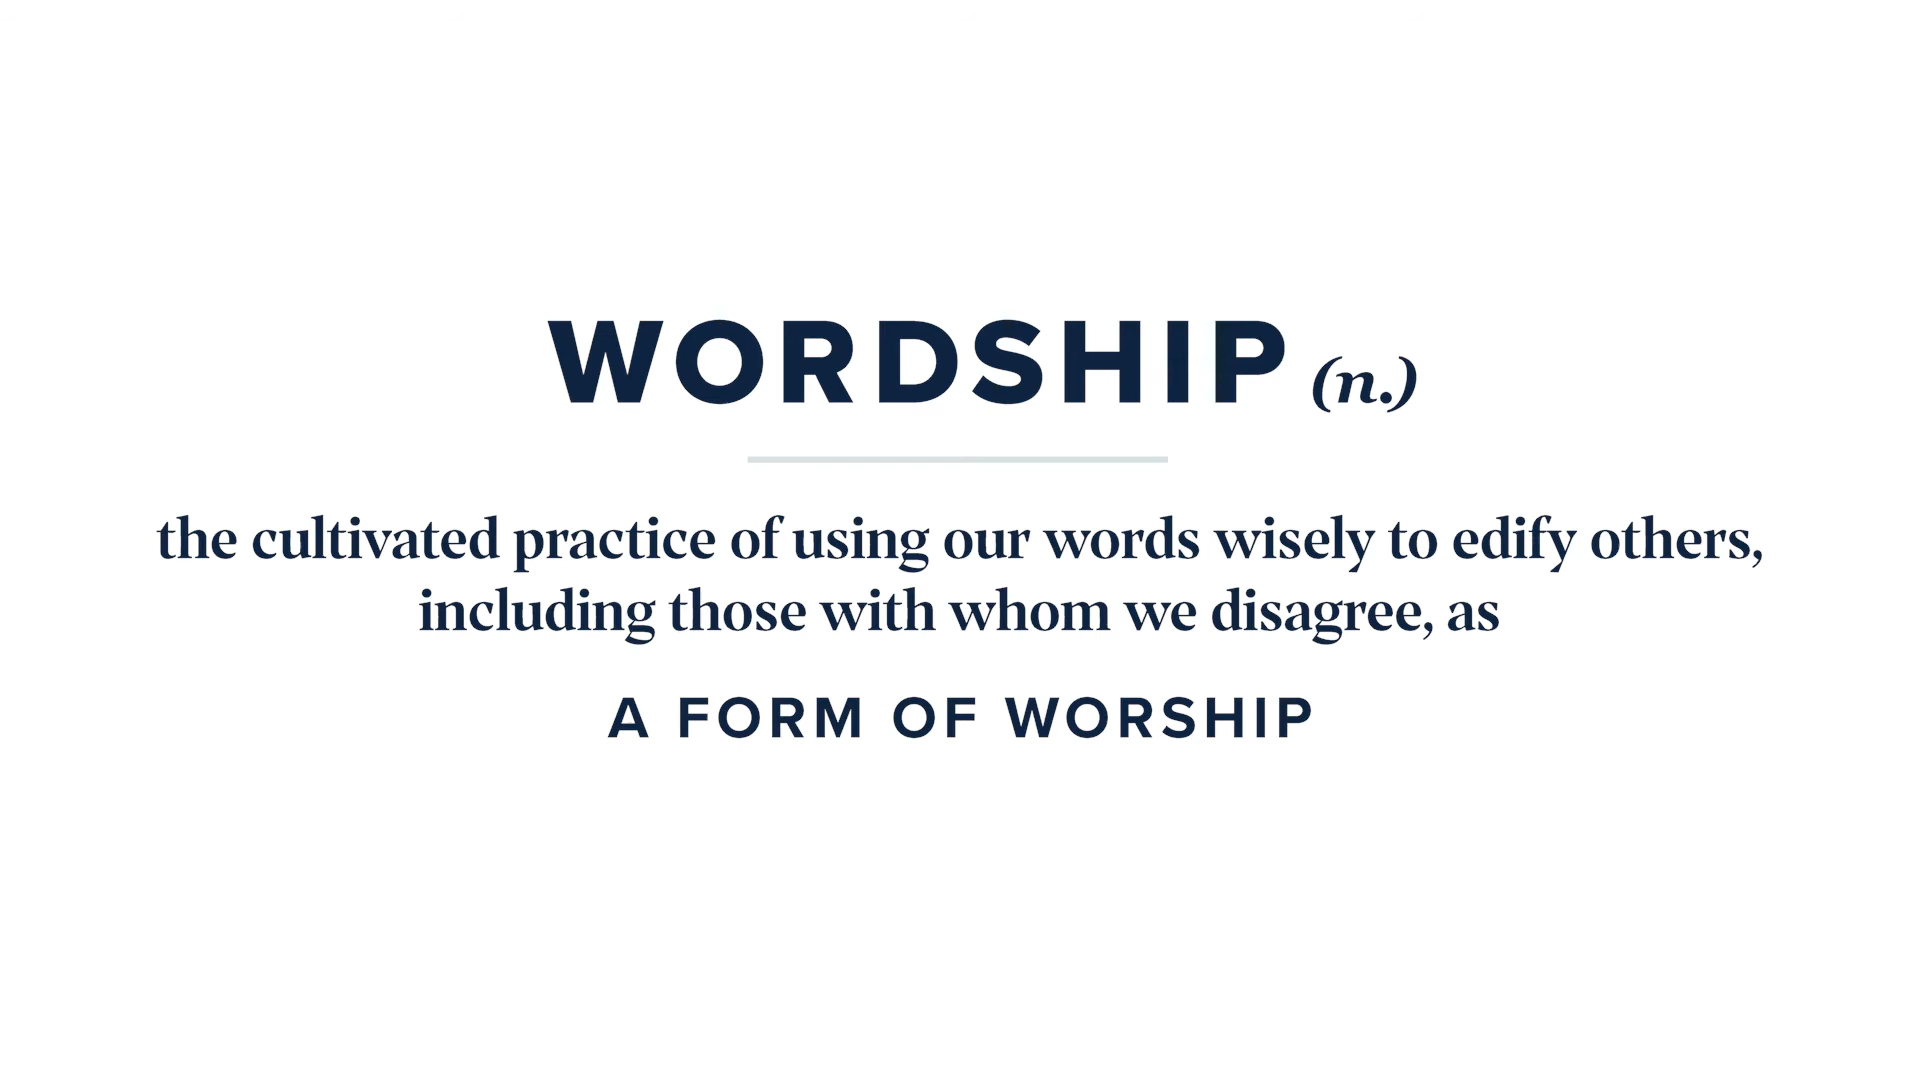 WORDSHIP (n.)
the cultivated practice of using our words wisely to edify others,
including those with whom we disagree, as
A FORM OF WORSHIP